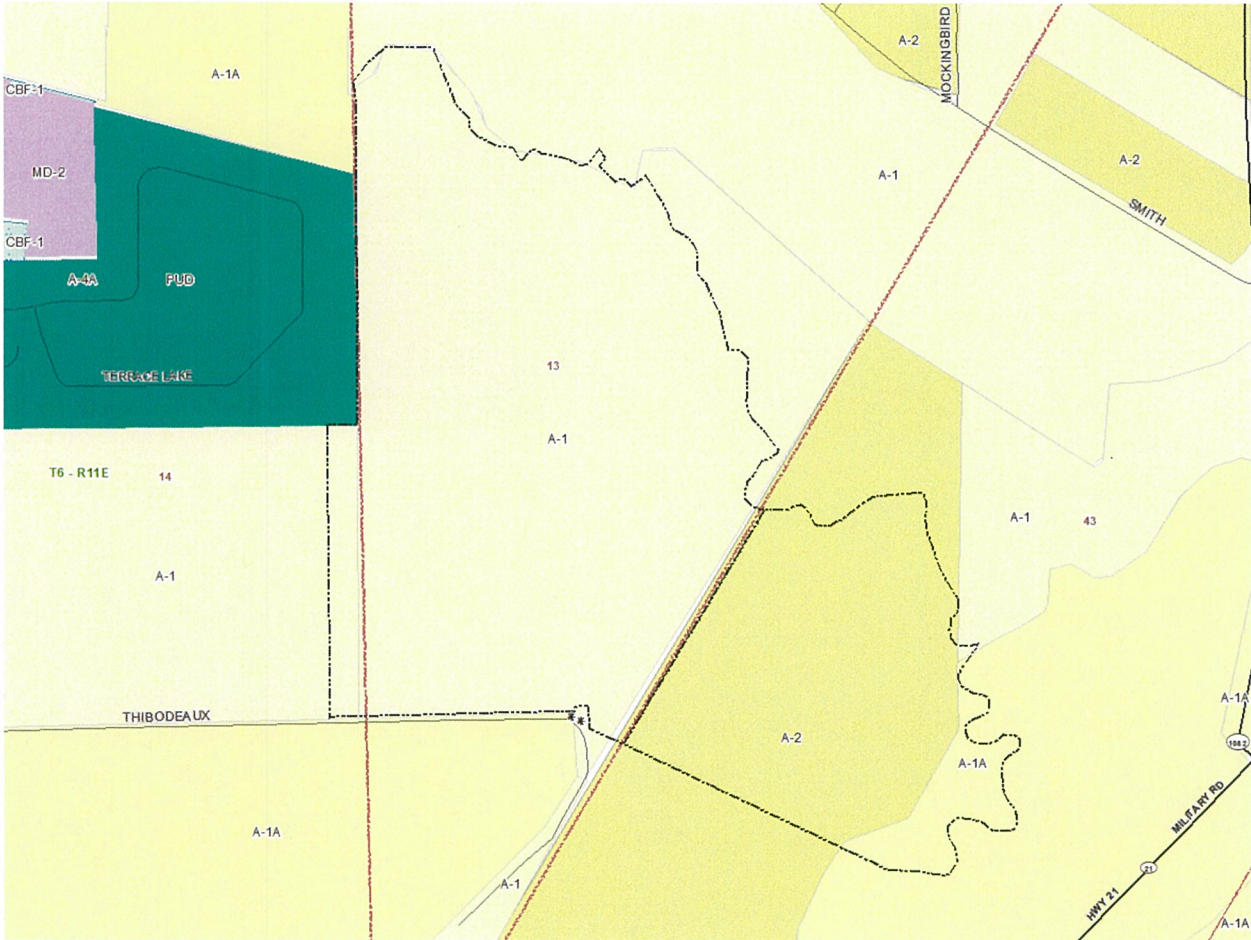 MOCKINGBIRD
A-2
A-1A
CBF-1
A-2
MD-2
A-1
SMITH
CBF-1
A-4A
PUD
TERRACE LAKE
13
A-1
T6 - R11E
14
A-1
43
A-1
A-1A
THIBODEAUX
A-2
1082
A-1A
MILITARY RD
A-1A
21
A-1
HWY 21
A-1A